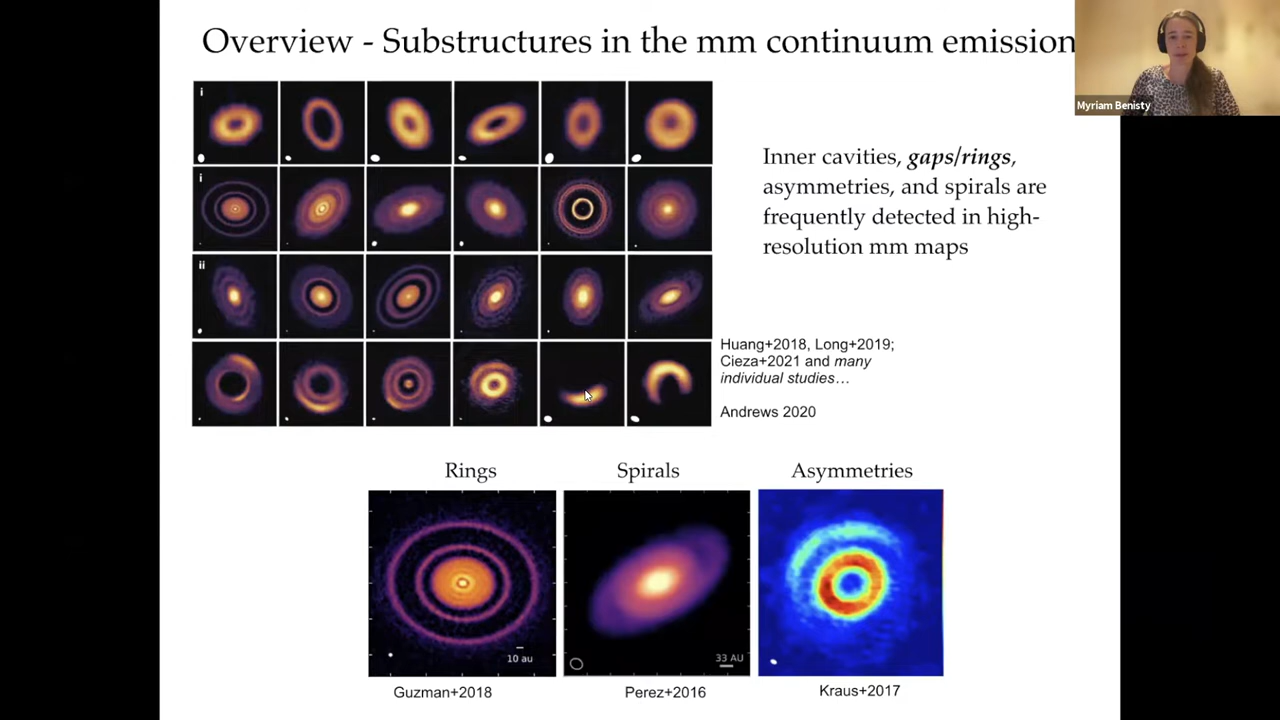 Overview - Substructures in the mm continuum emission
Myriam Benisty
i
i
ii
Inner cavities, gaps/rings,
asymmetries, and spirals are
frequently detected in high-
resolution mm maps
Huang+2018, Long+2019;
Cieza+2021 and many
individual studies…
Andrews 2020
Rings
Spirals
Asymmetries
10 au
33 AU
Guzman+2018
Perez+2016
Kraus+2017